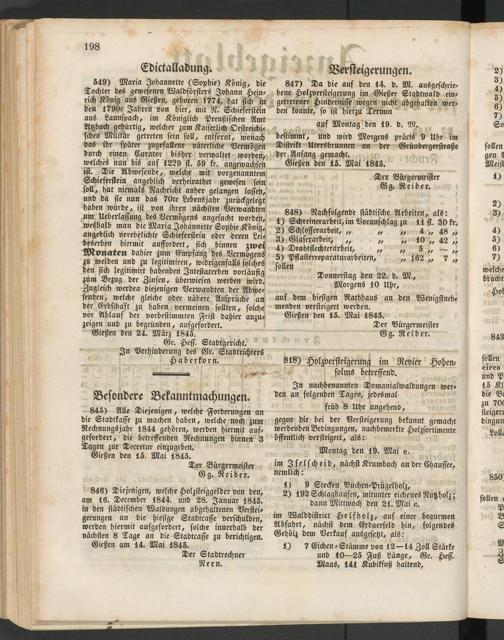 198
Edictalladung.
549) Maria Johannette (Sophie) König, die
Tochter des gewesenen Waldförsters Johann Hein-
rich König aus Gießen, geboren 1774, hat sich in
den 1790r Jahren von hier, mit N. Schieferstein
aus Launspach, im Königlich Preußischen Amt
Atzbach gebürtig, welcher zum Kaiserlich Oestreichi-
schen Militär getreten sein soll, entfernt, wonach
das ihr später zugefallene väterliche Vermögen
durch einen Curator bisher verwaltet worden,
welches nun bis auf 1229 fl. 59 kr. angewachsen
ist. Die Abwesende, welche mit vorgenanntem
Schieferstein angeblich verheirathet gewesen sein
soll, hat niemals Nachricht anher gelangen lassen,
und da sie nun das 70te Lebensjahr zurückgelegt
haben würde, ist von ihren nächsten Verwandten
um Ueberlassung des Vermögens angesucht worden,
weßhalb man die Maria Johannette Sophie König,
angeblich verehelichte Schieferstein oder deren Lei-
beserben hiermit auffordert, sich binnen zwei
Monaten dahier zum Empfang des Vermögens
zu melden und zu legitimiren, widrigenfalls solches
den sich legitimirt habenden Intestaterben vorläufig
zum Bezug der Zinsen, überwiesen werden wird.
Zugleich werden diejenigen Verwandten der Abwe-
senden, welche gleiche oder nähere Ansprüche an
der Erbschaft zu haben vermeinen sollten, solche
vor Ablauf der vorbestimmten Frist dahier anzu-
zeigen und zu begründen, aufgefordert.
Gießen den 24. März 1845.
Gr. Hess. Stadtgericht.
In Verhinderung des Gr. Stadtrichters
Haberkorn.
Besondere Bekanntmachungen.
845) Alle Diejenigen, welche Forderungen an
die Stadtkasse zu machen haben, welche noch zum
Rechnungsjahr 1844 gehören, werden hiermit auf-
gefordert, die betreffenden Rechnungen binnen 3
Tagen zur Decretur einzugeben.
Gießen den 15. Mai 1845.
Der Bürgermeister
Gg. Reiber.
846) Diejenigen, welche Holzsteiggelder von den,
am 16. December 1844. und 28. Januar 1845.
in den städtischen Waldungen abgehaltenen Verstei-
gerungen an die hiesige Stadtkasse verschulden,
werden hiermit aufgefordert, solche innerhalb der
nächsten 8 Tage an die Stadtkasse zu berichtigen.
Gießen am 14. Mai 1845.
Der Stadtrechner
Nern.
Versteigerungen.
847) Da die auf den 14. d. M. ausgeschrie-
bene Holzversteigerung im Gießer Stadtwald ein-
getretener Hindernisse wegen nicht abgehalten wer-
den konnte, so ist hierzu Termin
auf Montag den 19. d. M.
bestimmt, und wird Morgens präcis 9 Uhr im
District Utersbrunnen an der Grünbergerstraße
der Anfang gemacht.
Gießen den 15. Mai 1845.
Der Bürgermeister
Gg. Reiber.
848) Nachfolgende städtische Arbeiten, als:
1) Schreinerarbeit, im Voranschlag zu 11 fl. 30 kr.
2) Schlosserarbeit, „ „ „ 4 „ 48 „
3) Glaserarbeit, „ „ „ 10 „ 42 „
4) Drahtflechterarbeit, „ „ 5 „ — „
5) Pflasterreparaturarbeiten, „ 162 „ 7 „
sollen
Donnerstag den 22. d. M.,
Morgens 10 Uhr,
auf dem hiesigen Rathhaus an den Wenigstneh-
menden versteigert werden.
Gießen den 15. Mai 1845.
Der Bürgermeister
Gg. Reiber.
818) Holzversteigerung im Revier Hohen-
solms betreffend.
In nachbenannten Domanialwaldungen wer-
den an folgenden Tagen, jedesmal
früh 8 Uhr angehend,
gegen die bei der Versteigerung bekannt gemacht
werdenden Bedingungen, nachbemerkte Holzsortimente
öffentlich versteigert, als:
Montag den 19. Mai c.
im Iselscheid, nächst Krumbach an der Chaussee,
nemlich:
1) 9 Stecken Buchen-Prügelholz,
2) 192 Schlaghausen, mitunter eichenes Nutzholz;
dann Mittwoch den 21. Mai c.
im Walddistrict Helfholz, auf einer bequemen
Abfahrt, nächst dem Erdaerfeld hin, folgendes
Gehölz dem Verkauf ausgesetzt, als:
1) 7 Eichen-Stämme von 12—14 Zoll Stärke
und 10—25 Fuß Länge, Gr. Hess.
Maas, 141 Kubikfuß haltend,